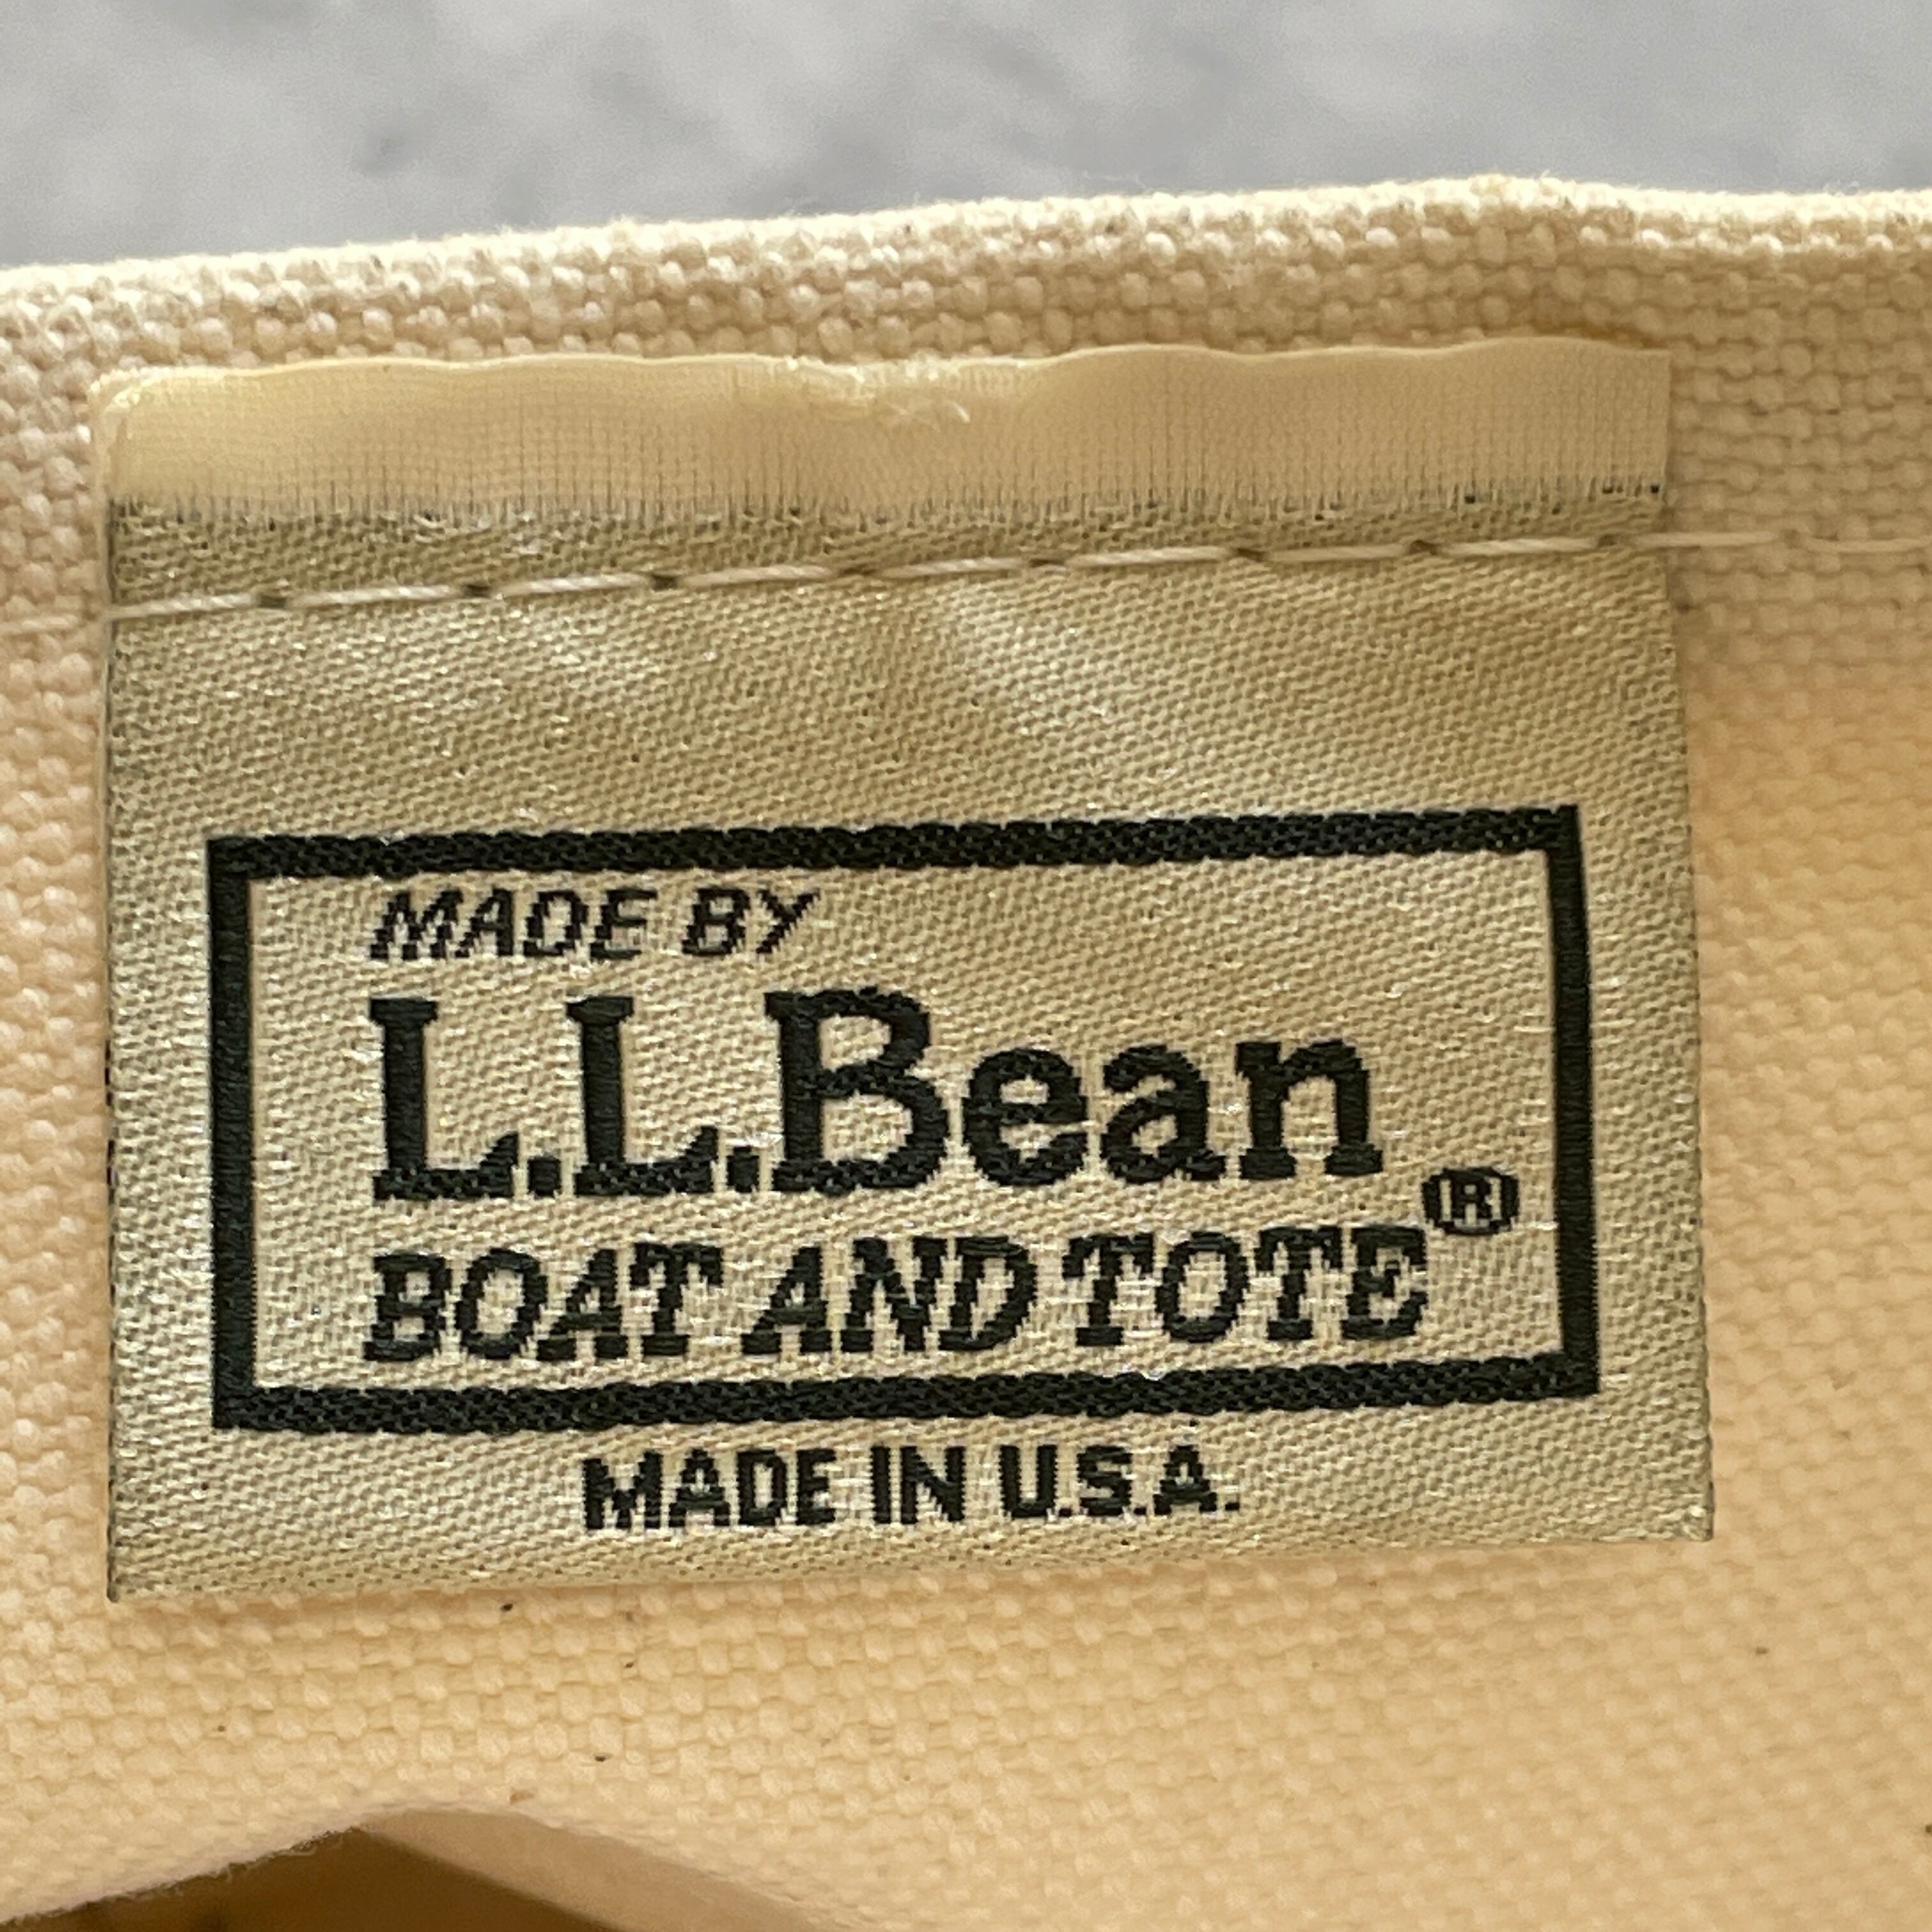 MADE BY
L.L.Bean
BOAT AND TOTE®
MADE IN U.S.A.